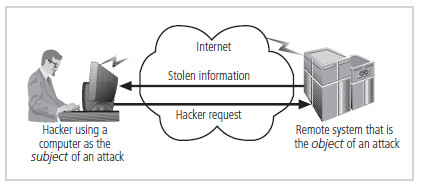 Internet
Stolen information
Hacker request
Hacker using a
computer as the
subject of an attack
Remote system that is
the object of an attack